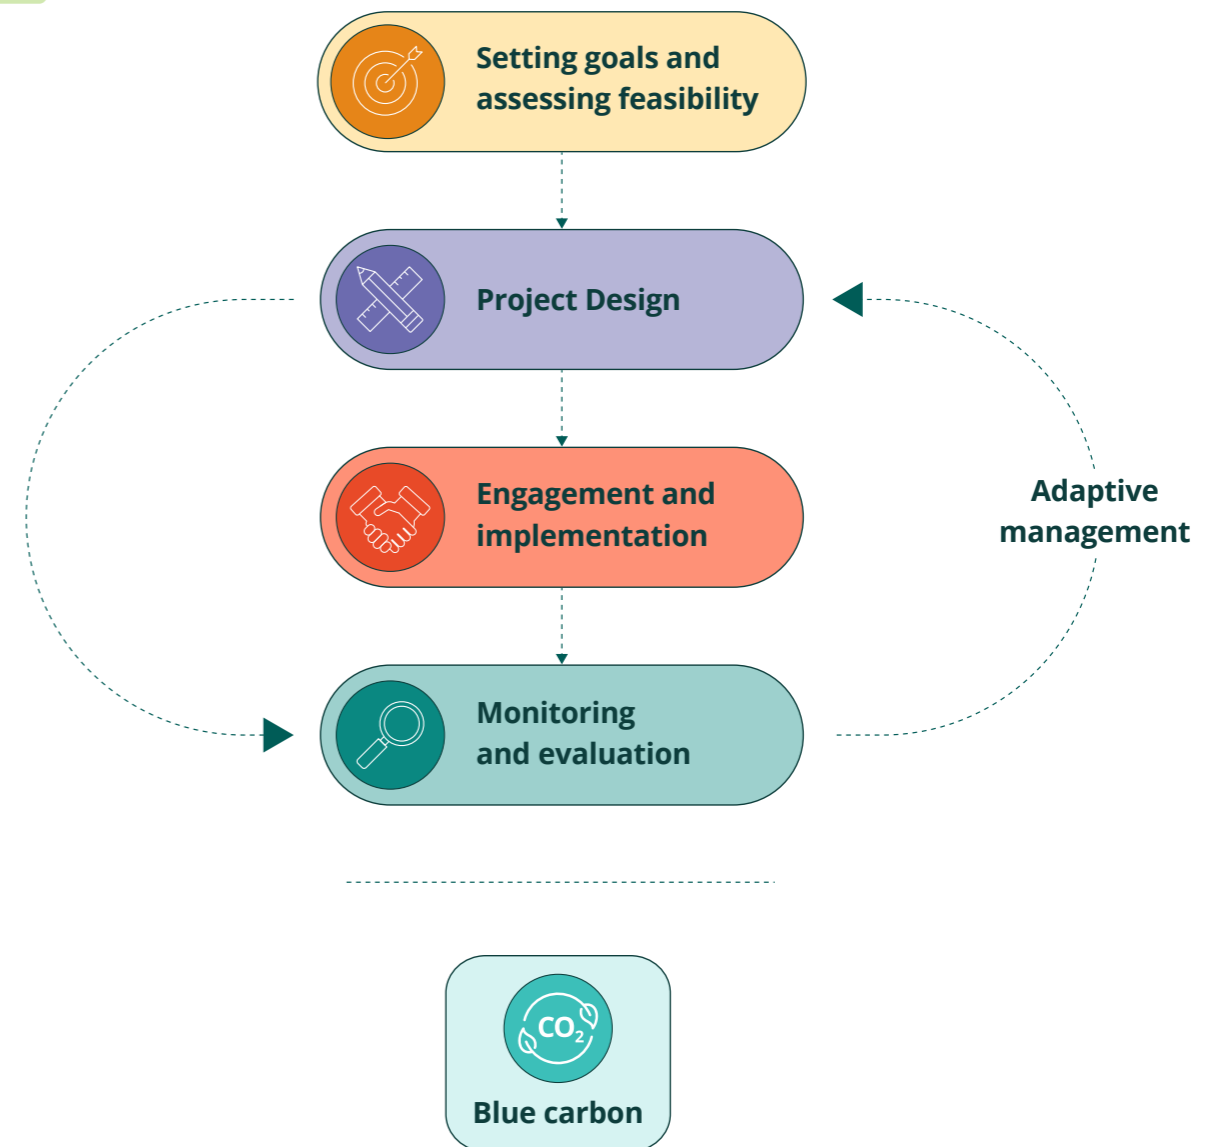 Setting goals and
assessing feasibility
Project Design
Engagement and
implementation
Adaptive
management
Monitoring
and evaluation
CO₂
Blue carbon